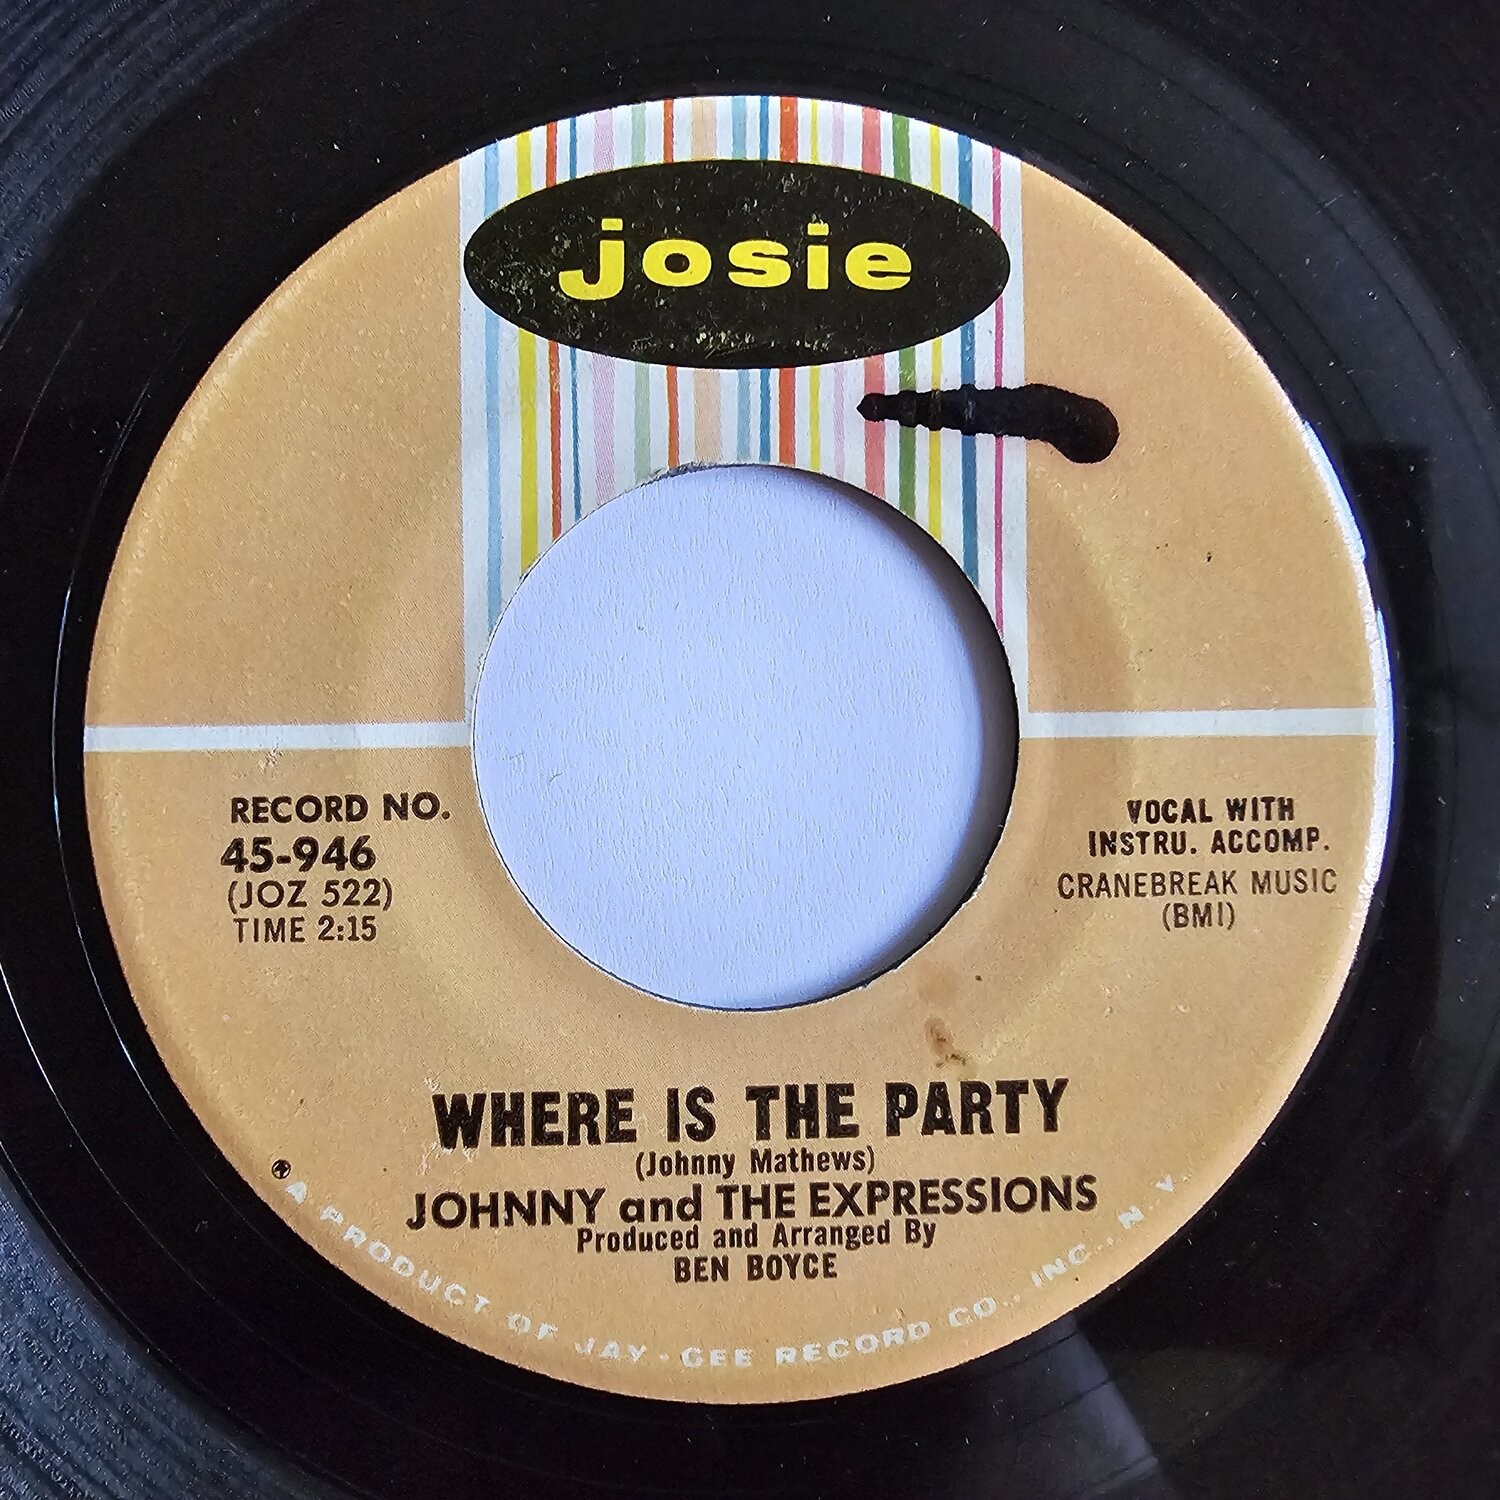 josie
RECORD NO.
45-946
(JOZ 522)
TIME 2:15
VOCAL WITH
INSTRU. ACCOMP.
CRANEBREAK MUSIC
(BMI)
WHERE IS THE PARTY
(Johnny Mathews)
JOHNNY and THE EXPRESSIONS
Produced and Arranged By
BEN BOYCE
A PRODUCT OF JAY-GEE RECORD CO., INC., N.Y.